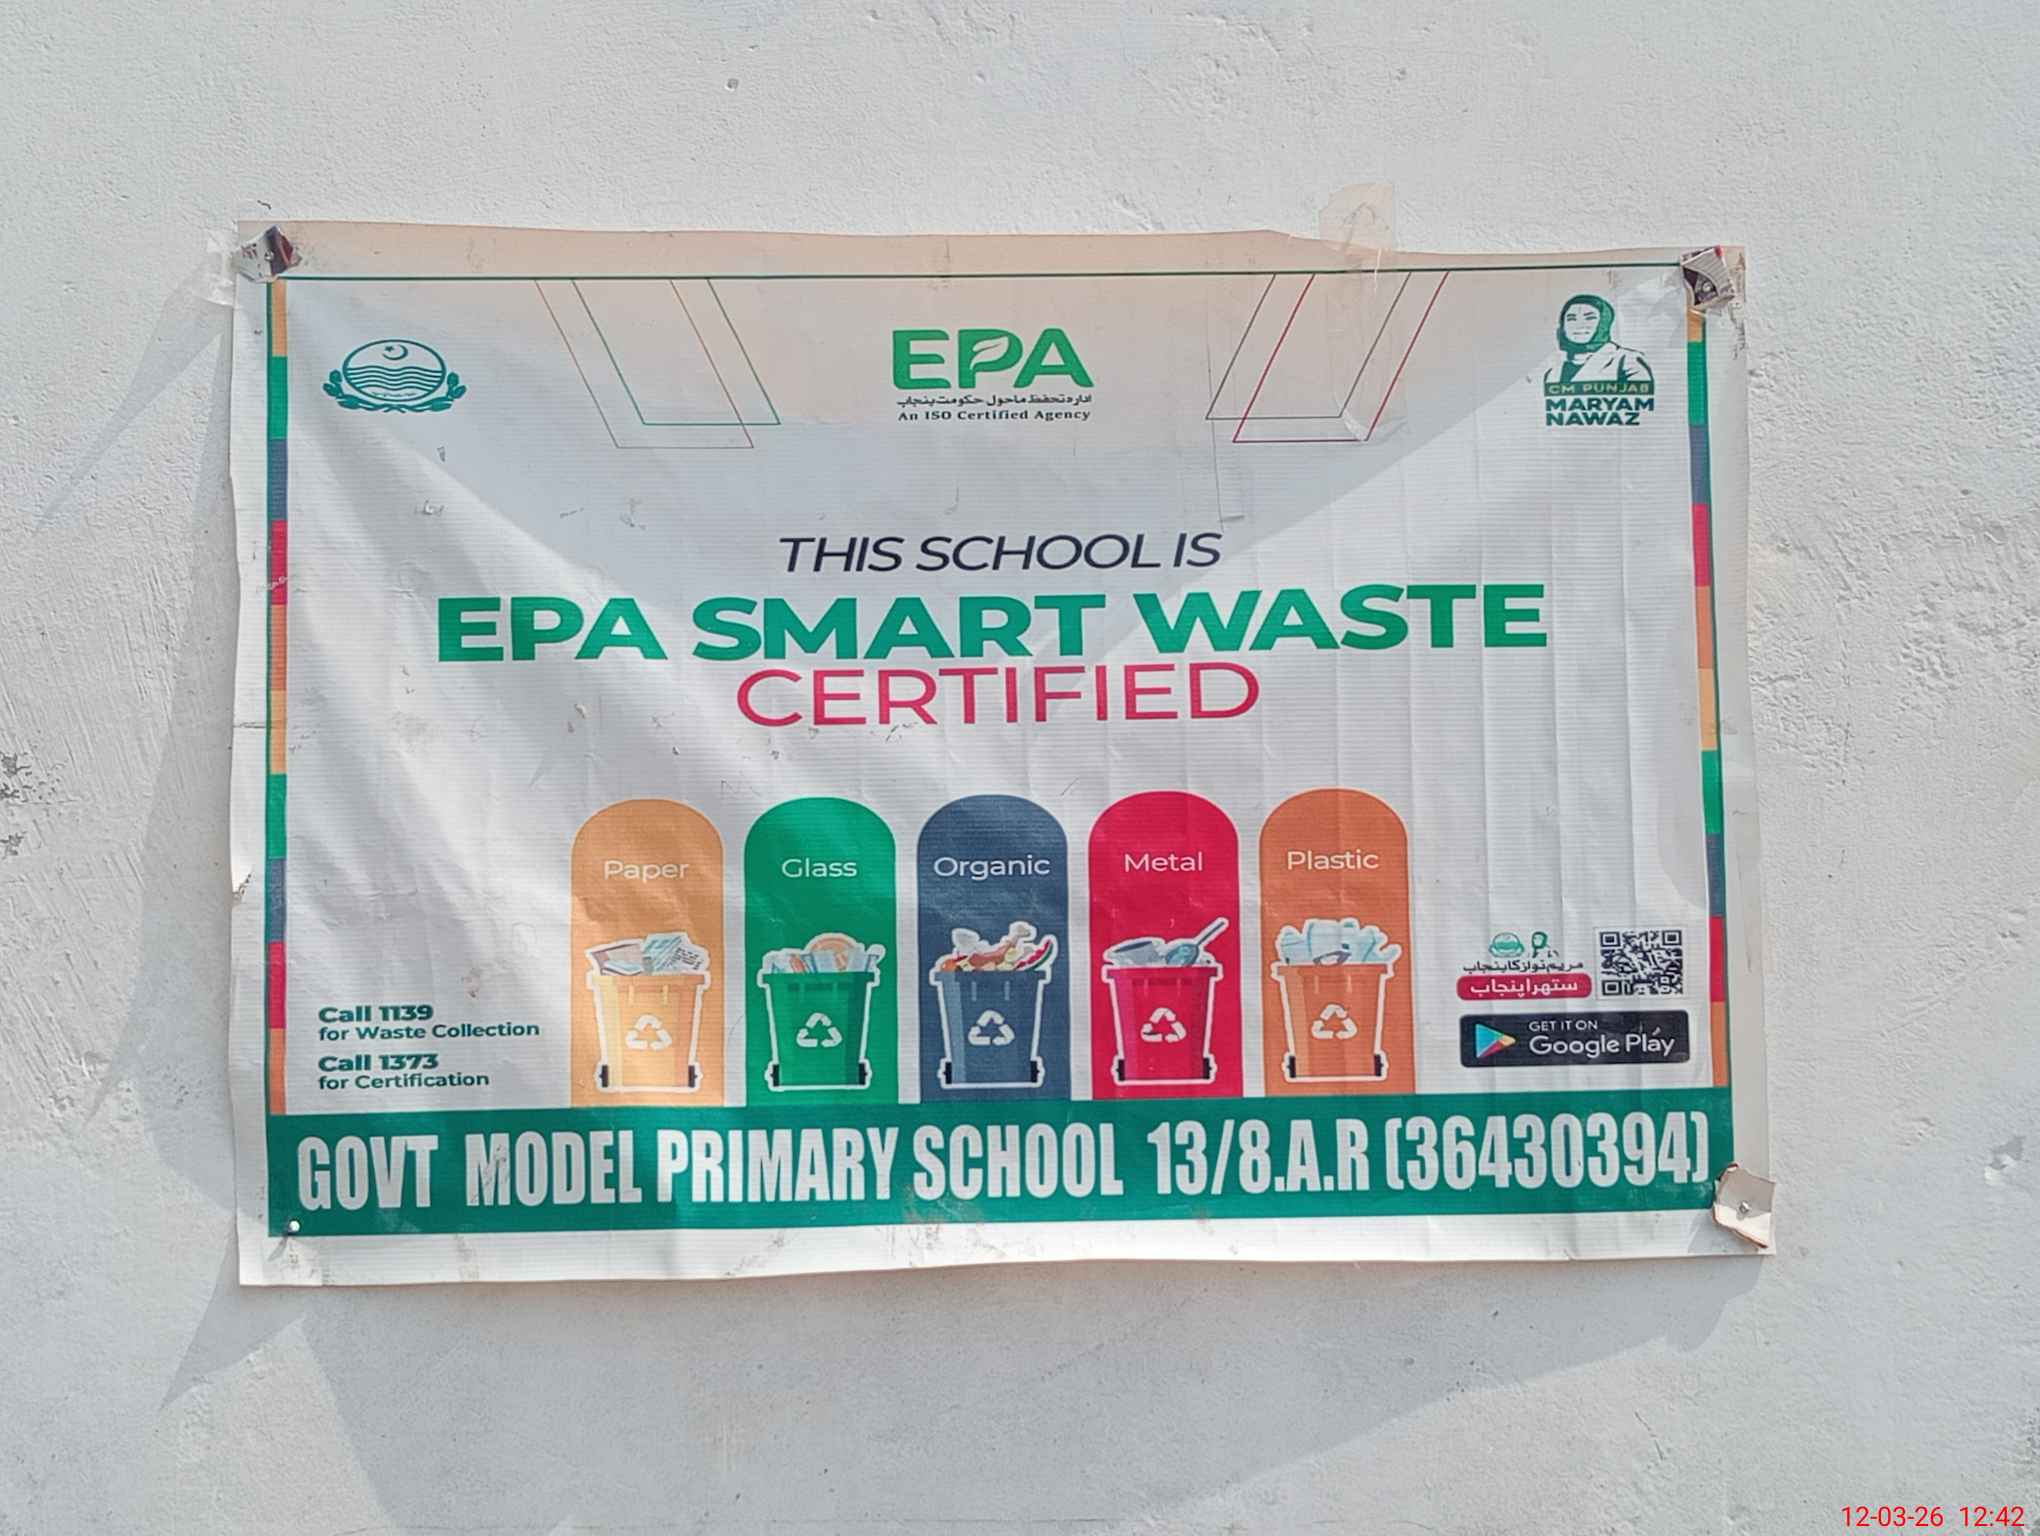 EPA
ادارہ تحفظ ماحول حکومت پنجاب
An ISO Certified Agency
CM PUNJAB
MARYAM
NAWAZ
THIS SCHOOL IS
EPA SMART WASTE
CERTIFIED
Paper
Glass
Organic
Metal
Plastic
Call 1139
for Waste Collection
Call 1373
for Certification
مریم نواز کا پنجاب
ستھرا پنجاب
GET IT ON
Google Play
GOVT MODEL PRIMARY SCHOOL 13/8.A.R (36430394)
12-03-26 12:42